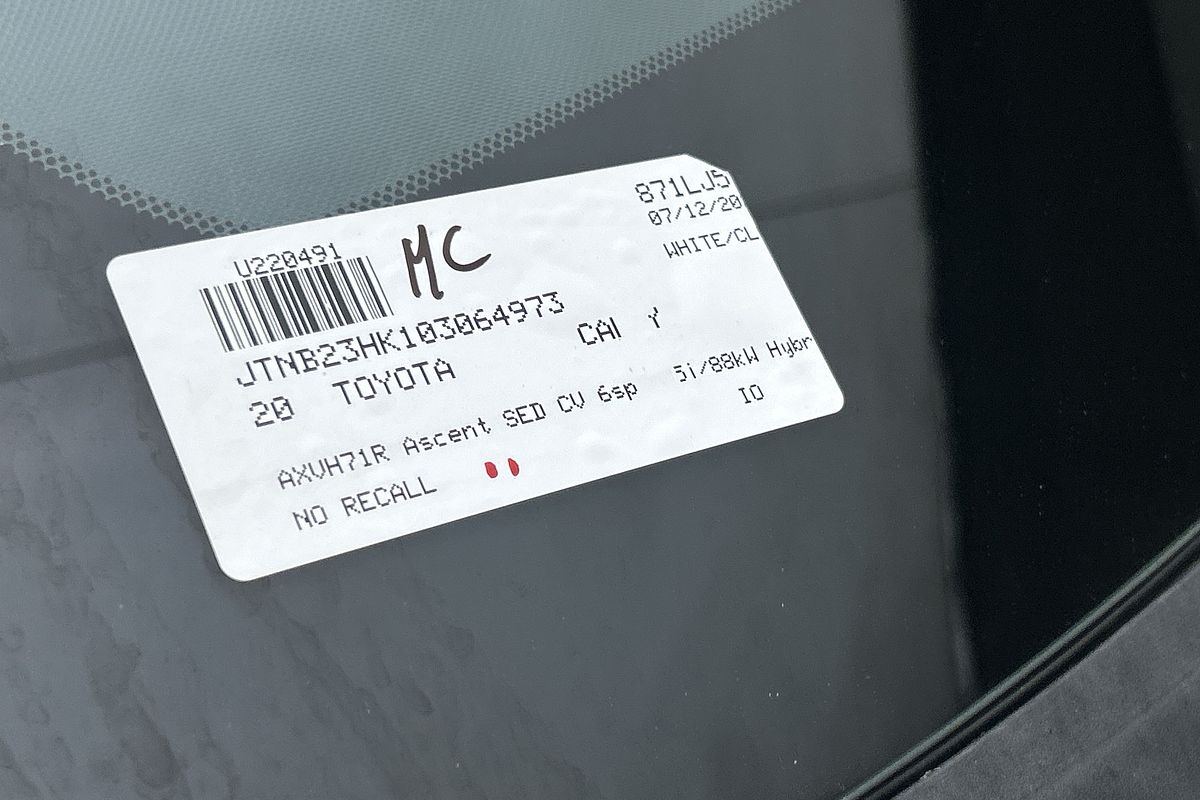 871LJ5
07/12/20
WHITE/CL
U220491
MC
JTNB23HK103064973
20 TOYOTA CAI Y
AXVH71R Ascent SED CV 6sp 5i/88kW Hybr
NO RECALL IO